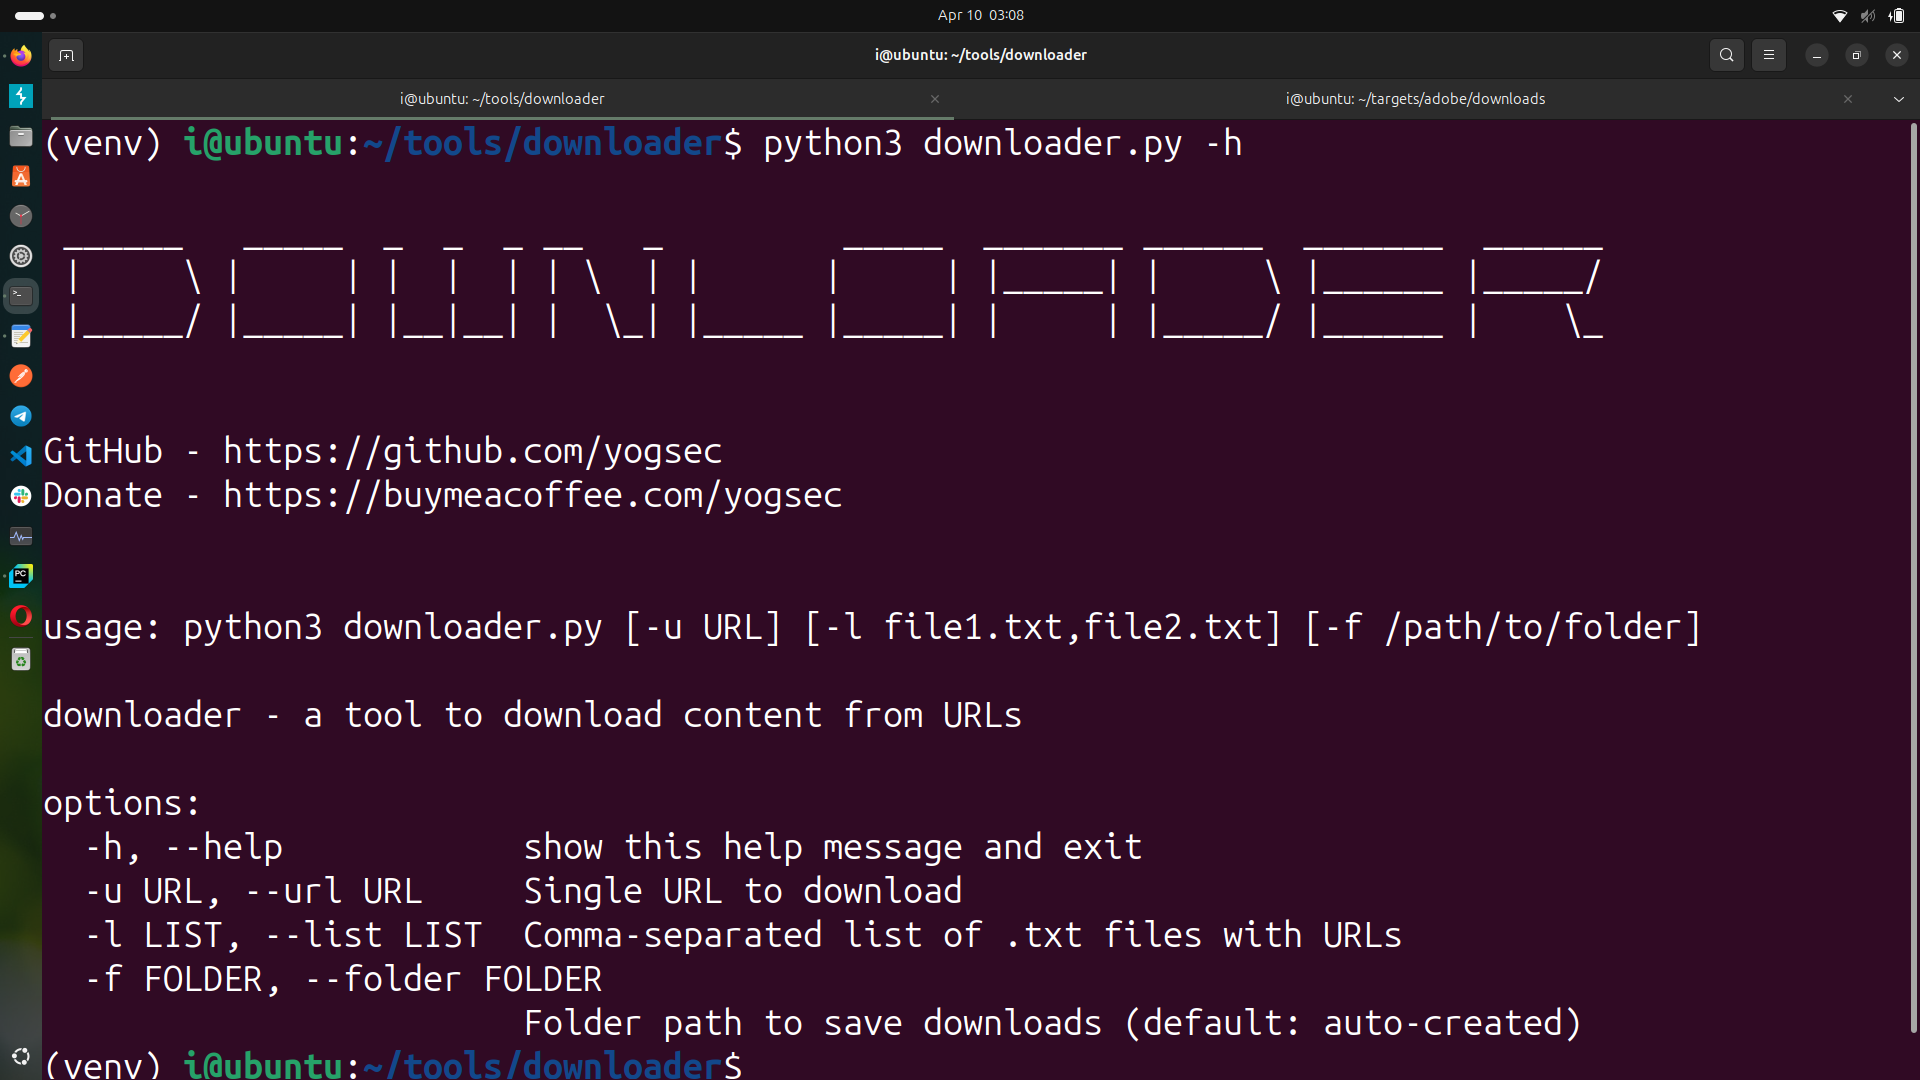 Apr 10 03:08
i@ubuntu: ~/tools/downloader
i@ubuntu: ~/tools/downloader
i@ubuntu: ~/targets/adobe/downloads
(venv) i@ubuntu:~/tools/downloader$ python3 downloader.py -h
DOWNLOADER
GitHub - https://github.com/yogsec
Donate - https://buymeacoffee.com/yogsec
usage: python3 downloader.py [-u URL] [-l file1.txt,file2.txt] [-f /path/to/folder]
downloader - a tool to download content from URLs
options:
-h, --help show this help message and exit
-u URL, --url URL Single URL to download
-l LIST, --list LIST Comma-separated list of .txt files with URLs
-f FOLDER, --folder FOLDER
Folder path to save downloads (default: auto-created)
(venv) i@ubuntu:~/tools/downloader$